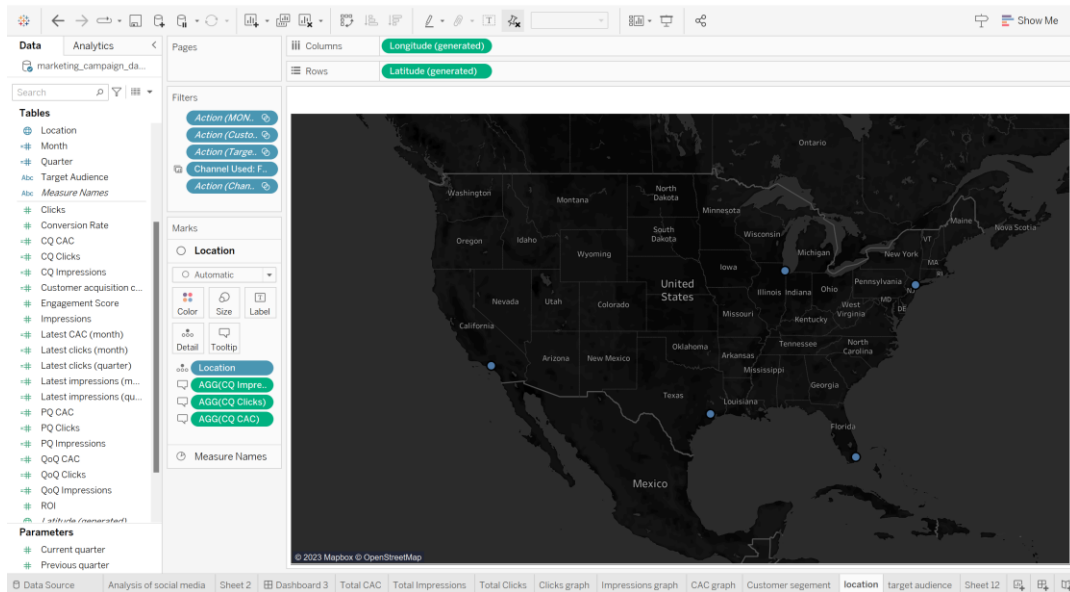 Show Me
Data
Analytics
Pages
Columns
Longitude (generated)
marketing_campaign_da...
Rows
Latitude (generated)
Search
Filters
Tables
Location
Month
Quarter
Target Audience
Measure Names
Clicks
Conversion Rate
CQ CAC
CQ Clicks
CQ Impressions
Customer acquisition c...
Engagement Score
Impressions
Latest CAC (month)
Latest clicks (month)
Latest clicks (quarter)
Latest impressions (m...
Latest impressions (qu...
PQ CAC
PQ Clicks
PQ Impressions
QoQ CAC
QoQ Clicks
QoQ Impressions
ROI
Latitude (generated)
Parameters
Current quarter
Previous quarter
Action (MON..
Action (Custo..
Action (Targe..
Channel Used: F..
Action (Chan..
Marks
Location
Automatic
Color
Size
Label
Detail
Tooltip
Location
AGG(CQ Impre..
AGG(CQ Clicks)
AGG(CQ CAC)
Measure Names
Ontario
Washington
Montana
North
Dakota
Minnesota
Maine
Nova Scotia
Oregon
Idaho
South
Dakota
Wisconsin
Michigan
New York
VT
MA
RI
Wyoming
Iowa
United
States
Nevada
Utah
Colorado
Illinois
Indiana
Ohio
Pennsylvania
NJ
MD
DE
West
Virginia
Missouri
Kentucky
California
Arizona
New Mexico
Oklahoma
Arkansas
Tennessee
North
Carolina
Mississippi
Georgia
Texas
Louisiana
Florida
Mexico
© 2023 Mapbox © OpenStreetMap
Data Source
Analysis of social media
Sheet 2
Dashboard 3
Total CAC
Total Impressions
Total Clicks
Clicks graph
Impressions graph
CAC graph
Customer segement
location
target audience
Sheet 12